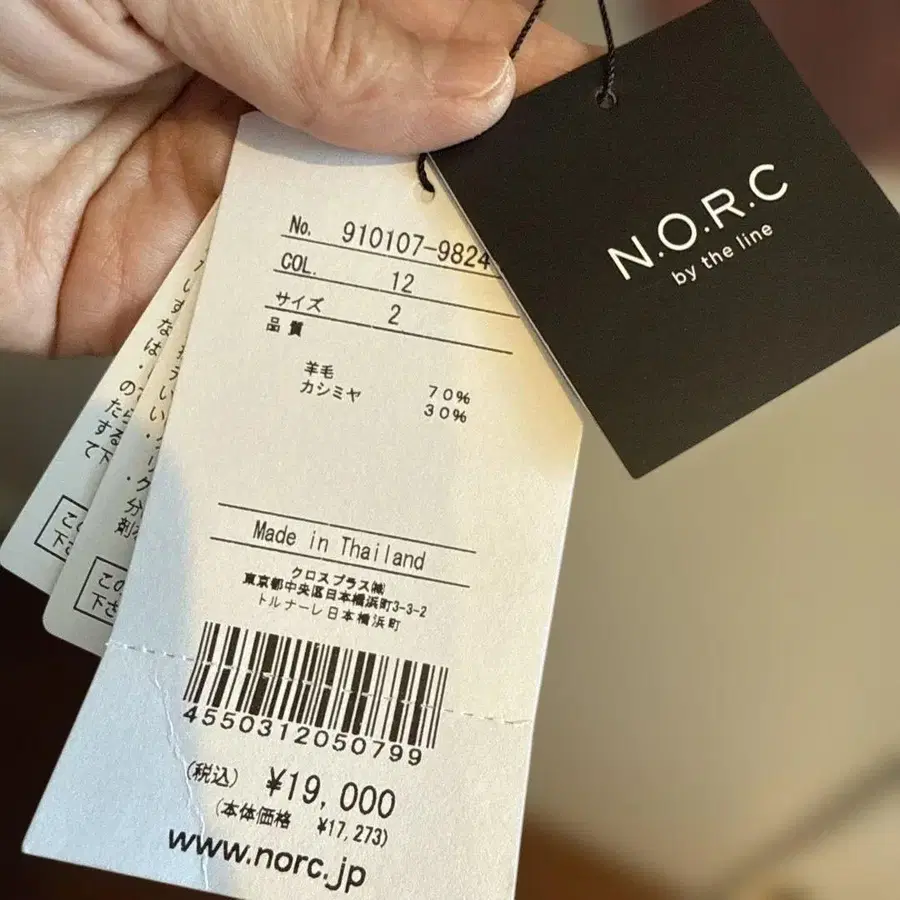 N.O.R.C
by the line
No. 910107-9824
COL. 12
サイズ 2
品質
羊毛 70%
カシミヤ 30%
Made in Thailand
クロスプラス㈱
東京都中央区日本橋浜町3-3-2
トルナーレ日本橋浜町
4550312050799
(税込) ¥19,000
(本体価格 ¥17,273)
www.norc.jp